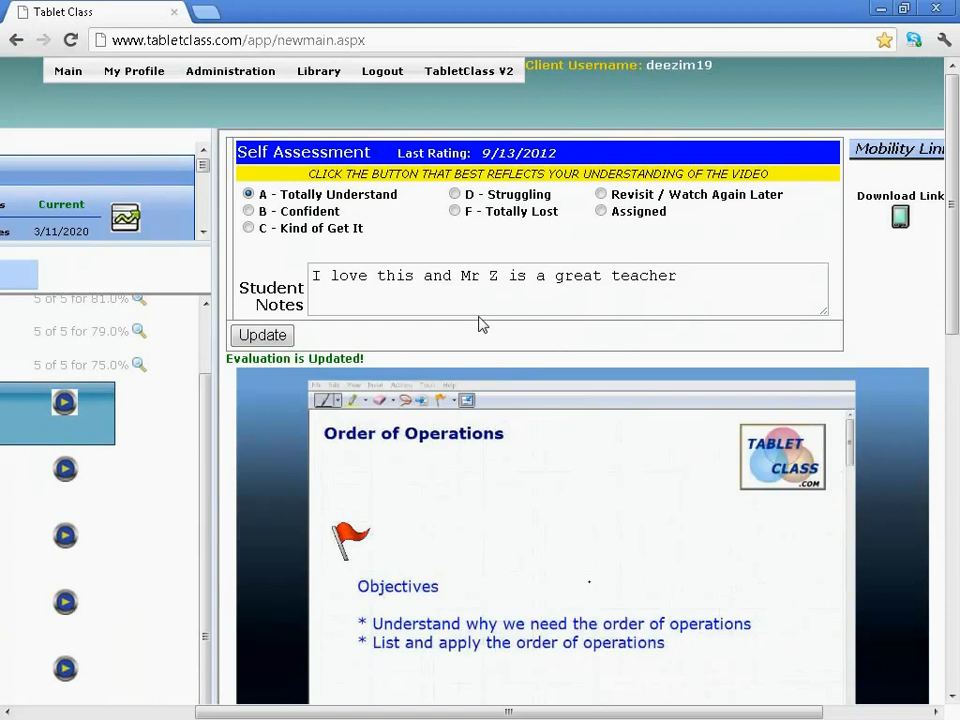 Tablet Class
www.tabletclass.com/app/newmain.aspx
Main My Profile Administration Library Logout TabletClass V2
Client Username: deezim19
Self Assessment Last Rating: 9/13/2012
CLICK THE BUTTON THAT BEST REFLECTS YOUR UNDERSTANDING OF THE VIDEO
A - Totally Understand D - Struggling Revisit / Watch Again Later
B - Confident F - Totally Lost Assigned
C - Kind of Get It
Student Notes
I love this and Mr Z is a great teacher
Update
Evaluation is Updated!
Mobility Lin
Download Link
Current
3/11/2020
5 of 5 for 81.0%
5 of 5 for 79.0%
5 of 5 for 75.0%
Order of Operations
TABLET
CLASS
.COM
Objectives
* Understand why we need the order of operations
* List and apply the order of operations